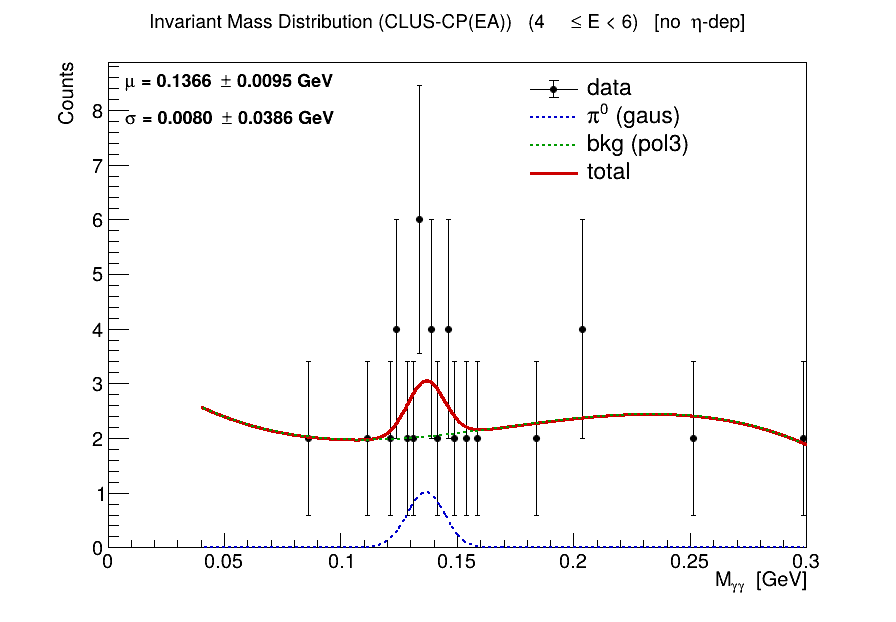 Invariant Mass Distribution (CLUS-CP(EA)) (4 ≤ E < 6) [no η-dep]
μ = 0.1366 ± 0.0095 GeV
σ = 0.0080 ± 0.0386 GeV
data
π⁰ (gaus)
bkg (pol3)
total
Counts
8
7
6
5
4
3
2
1
0
0 0.05 0.1 0.15 0.2 0.25 0.3
M_γγ [GeV]